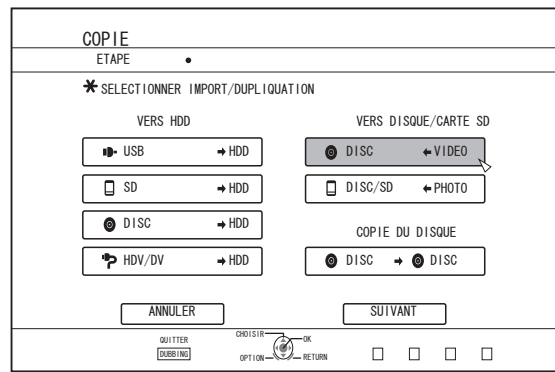 COPIE
ETAPE
SELECTIONNER IMPORT/DUPLIQUATION
VERS HDD
USB → HDD
SD → HDD
DISC → HDD
HDV/DV → HDD
VERS DISQUE/CARTE SD
DISC ← VIDEO
DISC/SD ← PHOTO
COPIE DU DISQUE
DISC → DISC
ANNULER
SUIVANT
QUITTER
DUBBING
CHOISIR
OK
OPTION
RETURN